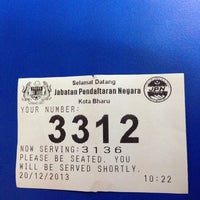 Selamat Datang
Jabatan Pendaftaran Negara
Kota Bharu
JPN
YOUR NUMBER:
3312
NOW SERVING:3136
PLEASE BE SEATED. YOU
WILL BE SERVED SHORTLY.
20/12/2013 10:22